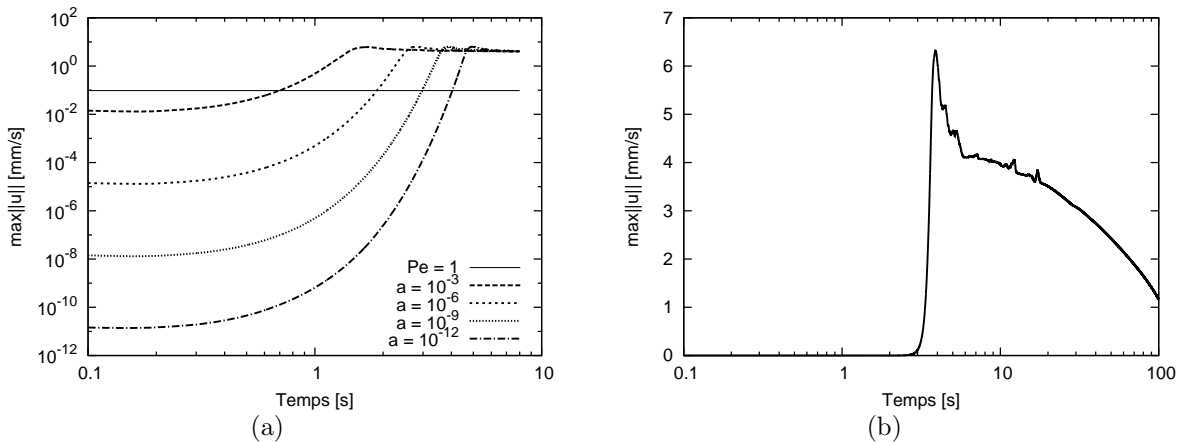 max||u|| [mm/s]
10^2
10^0
10^-2
10^-4
10^-6
10^-8
10^-10
10^-12
0.1
1
10
Temps [s]
Pe = 1
a = 10^-3
a = 10^-6
a = 10^-9
a = 10^-12
(a)
max||u|| [mm/s]
7
6
5
4
3
2
1
0
0.1
1
10
100
Temps [s]
(b)